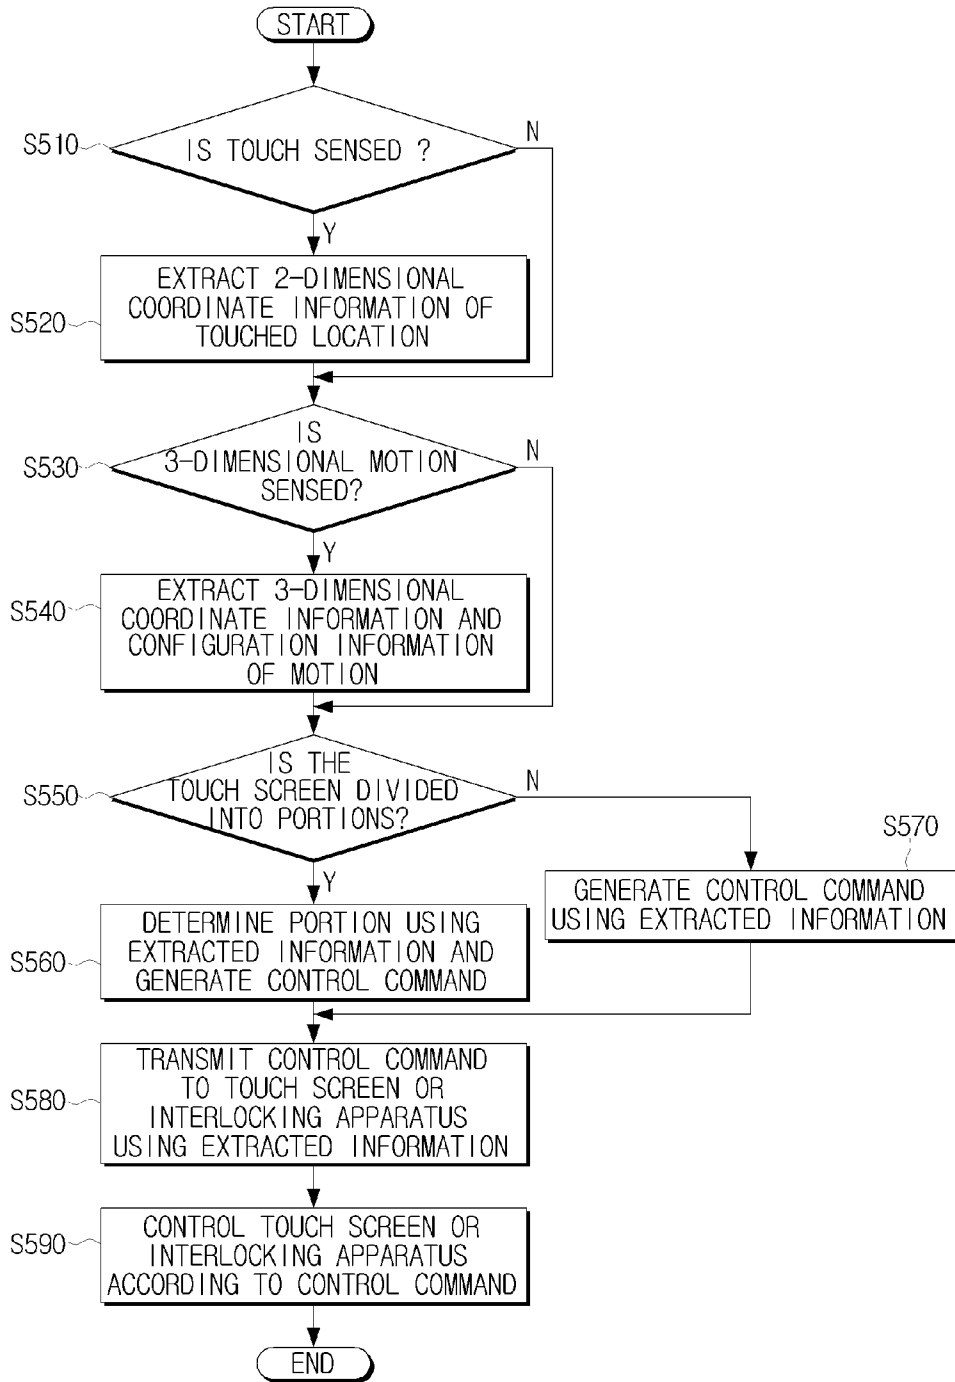 START
S510
IS TOUCH SENSED ?
N
Y
S520
EXTRACT 2-DIMENSIONAL
COORDINATE INFORMATION OF
TOUCHED LOCATION
S530
IS
3-DIMENSIONAL MOTION
SENSED?
N
Y
S540
EXTRACT 3-DIMENSIONAL
COORDINATE INFORMATION AND
CONFIGURATION INFORMATION
OF MOTION
S550
IS THE
TOUCH SCREEN DIVIDED
INTO PORTIONS?
N
Y
S570
GENERATE CONTROL COMMAND
USING EXTRACTED INFORMATION
S560
DETERMINE PORTION USING
EXTRACTED INFORMATION AND
GENERATE CONTROL COMMAND
S580
TRANSMIT CONTROL COMMAND
TO TOUCH SCREEN OR
INTERLOCKING APPARATUS
USING EXTRACTED INFORMATION
S590
CONTROL TOUCH SCREEN OR
INTERLOCKING APPARATUS
ACCORDING TO CONTROL COMMAND
END